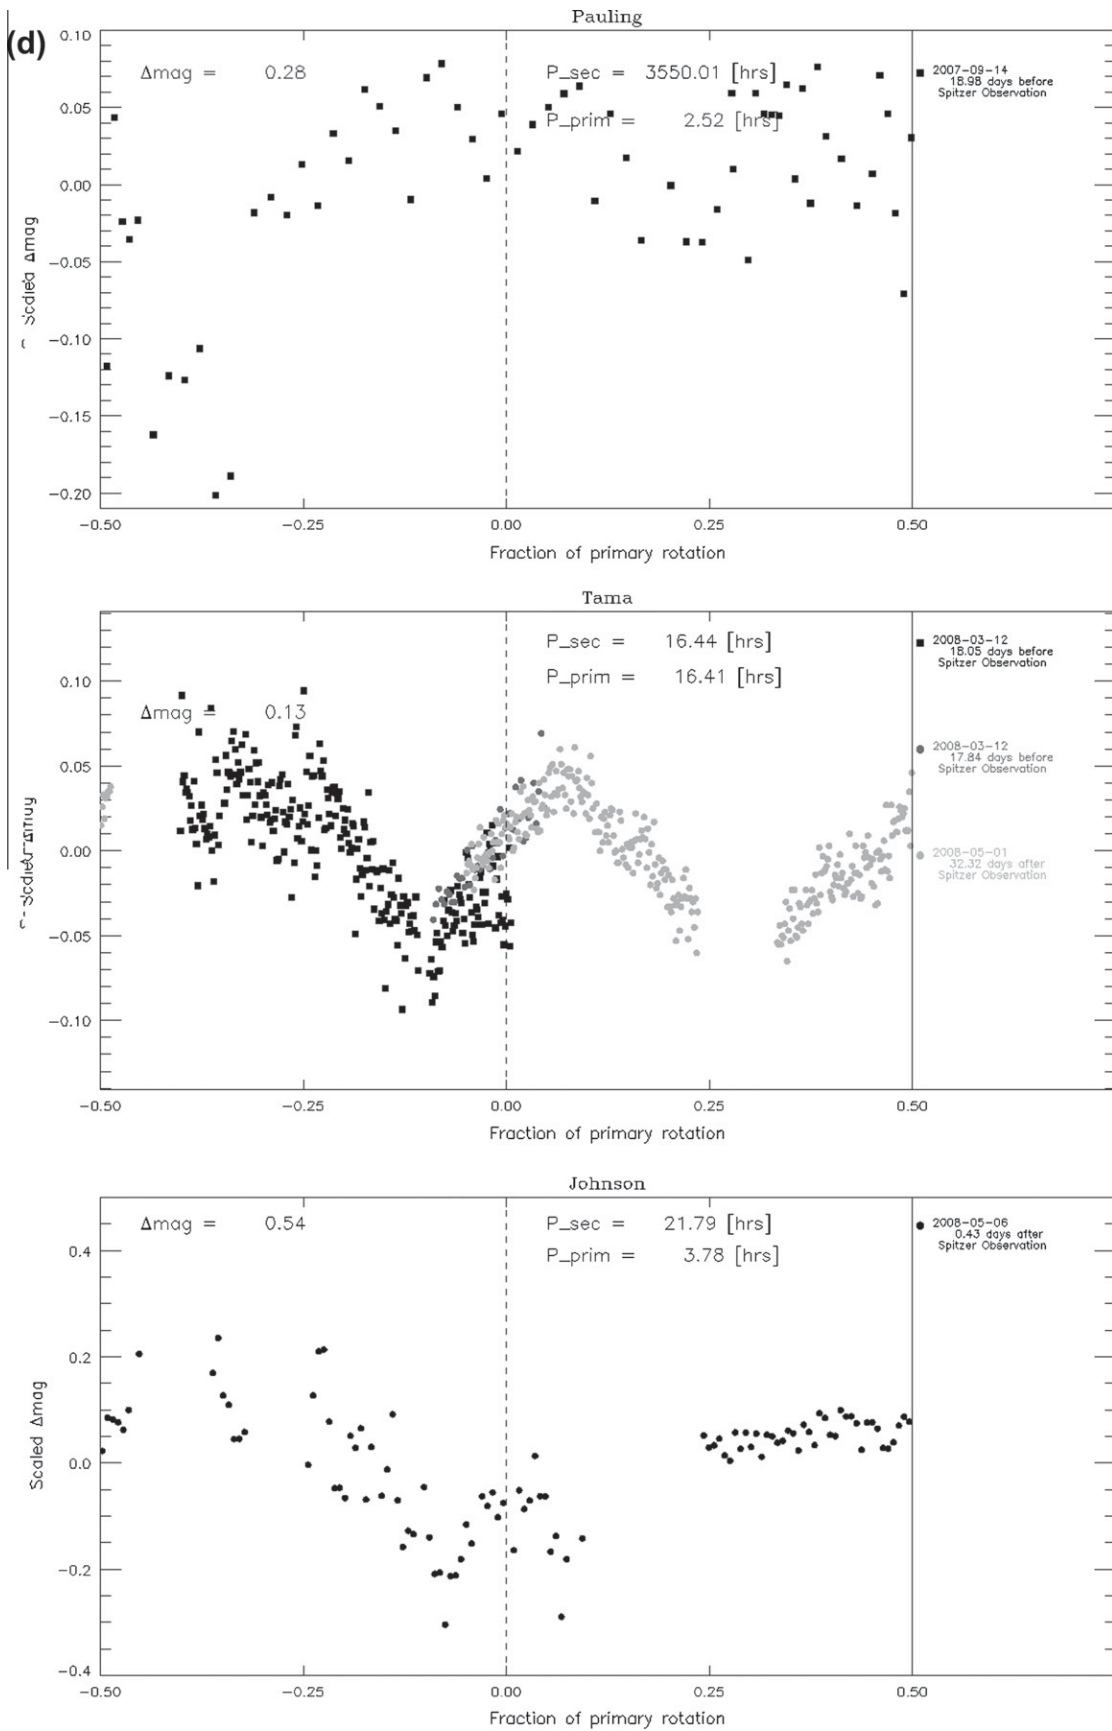 (d)
Pauling
Δmag = 0.28
P_sec = 3550.01 [hrs]
P_prim = 2.52 [hrs]
2007-09-14
18.98 days before
Spitzer Observation
0.10
0.05
0.00
−0.05
−0.10
−0.15
−0.20
Δmag
−0.50 −0.25 0.00 0.25 0.50
Fraction of primary rotation
Tama
P_sec = 16.44 [hrs]
P_prim = 16.41 [hrs]
Δmag = 0.13
2008-03-12
18.05 days before
Spitzer Observation
2008-03-12
17.84 days before
Spitzer Observation
2008-05-01
32.32 days after
Spitzer Observation
0.10
0.05
0.00
−0.05
−0.10
−0.50 −0.25 0.00 0.25 0.50
Fraction of primary rotation
Johnson
Δmag = 0.54
P_sec = 21.79 [hrs]
P_prim = 3.78 [hrs]
2008-05-06
0.43 days after
Spitzer Observation
0.4
0.2
0.0
−0.2
−0.4
Scaled Δmag
−0.50 −0.25 0.00 0.25 0.50
Fraction of primary rotation